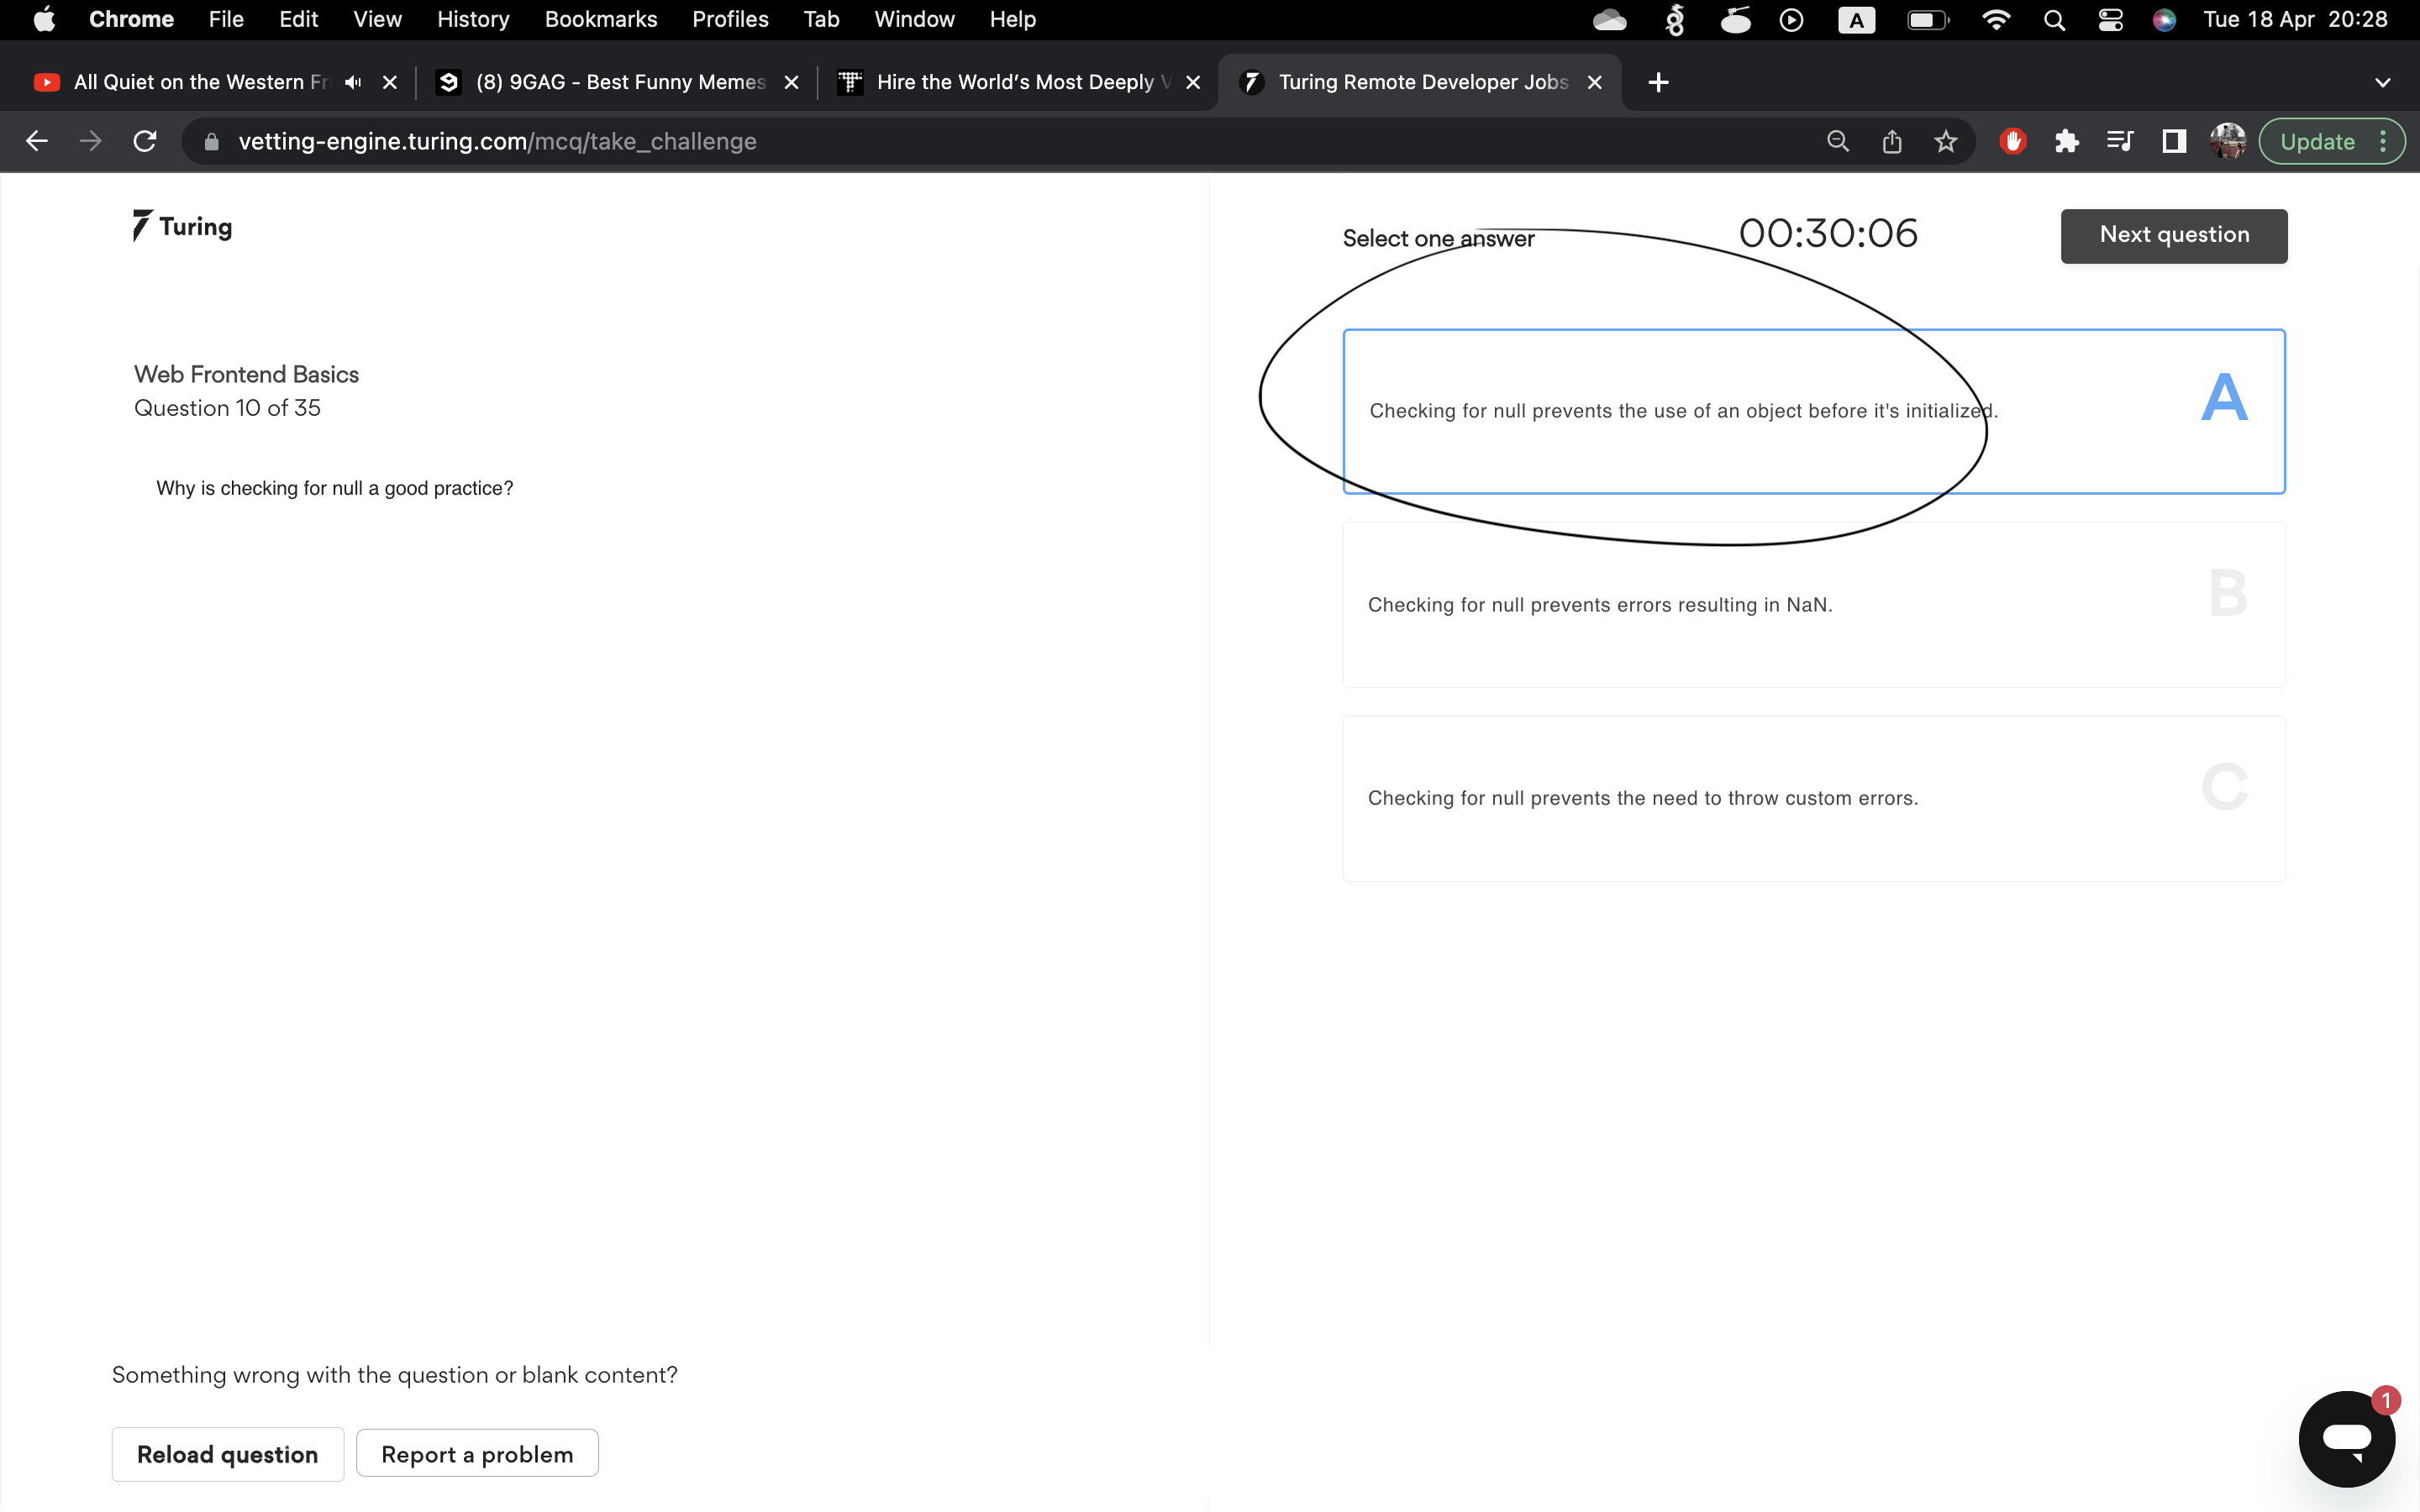 Chrome File Edit View History Bookmarks Profiles Tab Window Help A Tue 18 Apr 20:28
All Quiet on the Western Fr (8) 9GAG - Best Funny Memes Hire the World's Most Deeply V Turing Remote Developer Jobs
vetting-engine.turing.com/mcq/take_challenge Update
Turing
Select one answer
00:30:06
Next question
Web Frontend Basics
Question 10 of 35
Why is checking for null a good practice?
Checking for null prevents the use of an object before it's initialized.
A
Checking for null prevents errors resulting in NaN.
B
Checking for null prevents the need to throw custom errors.
C
Something wrong with the question or blank content?
Reload question
Report a problem
1